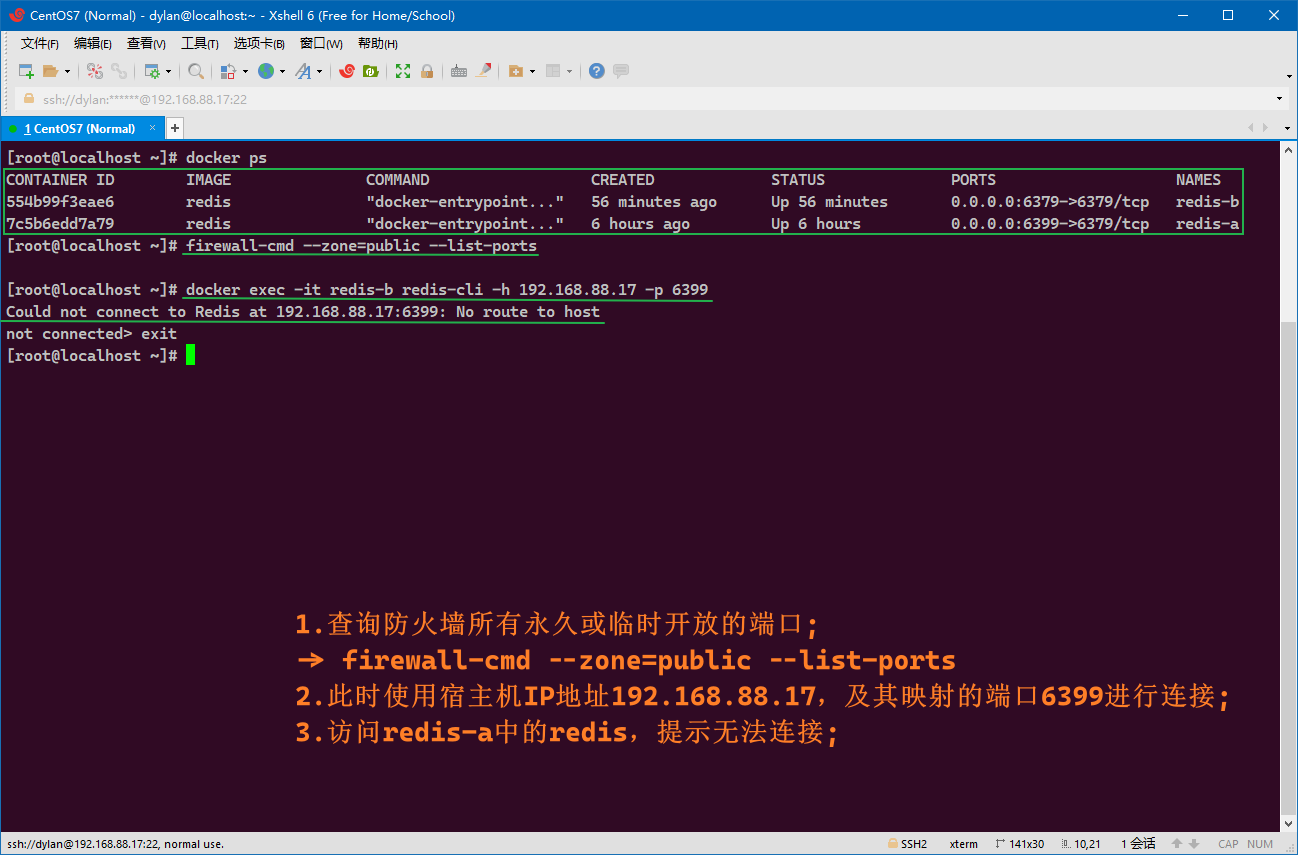 CentOS7 (Normal) - dylan@localhost:~ - Xshell 6 (Free for Home/School)
文件(F) 编辑(E) 查看(V) 工具(T) 选项卡(B) 窗口(W) 帮助(H)
ssh://dylan:******@192.168.88.17:22
1 CentOS7 (Normal) × +
[root@localhost ~]# docker ps
CONTAINER ID IMAGE COMMAND CREATED STATUS PORTS NAMES
554b99f3eae6 redis "docker-entrypoint..." 56 minutes ago Up 56 minutes 0.0.0.0:6379->6379/tcp redis-b
7c5b6edd7a79 redis "docker-entrypoint..." 6 hours ago Up 6 hours 0.0.0.0:6399->6379/tcp redis-a
[root@localhost ~]# firewall-cmd --zone=public --list-ports
[root@localhost ~]# docker exec -it redis-b redis-cli -h 192.168.88.17 -p 6399
Could not connect to Redis at 192.168.88.17:6399: No route to host
not connected> exit
[root@localhost ~]#
1.查询防火墙所有永久或临时开放的端口;
-> firewall-cmd --zone=public --list-ports
2.此时使用宿主机IP地址192.168.88.17, 及其映射的端口6399进行连接;
3.访问redis-a中的redis, 提示无法连接;
ssh://dylan@192.168.88.17:22, normal use. SSH2 xterm 141x30 10,21 1 会话 CAP NUM